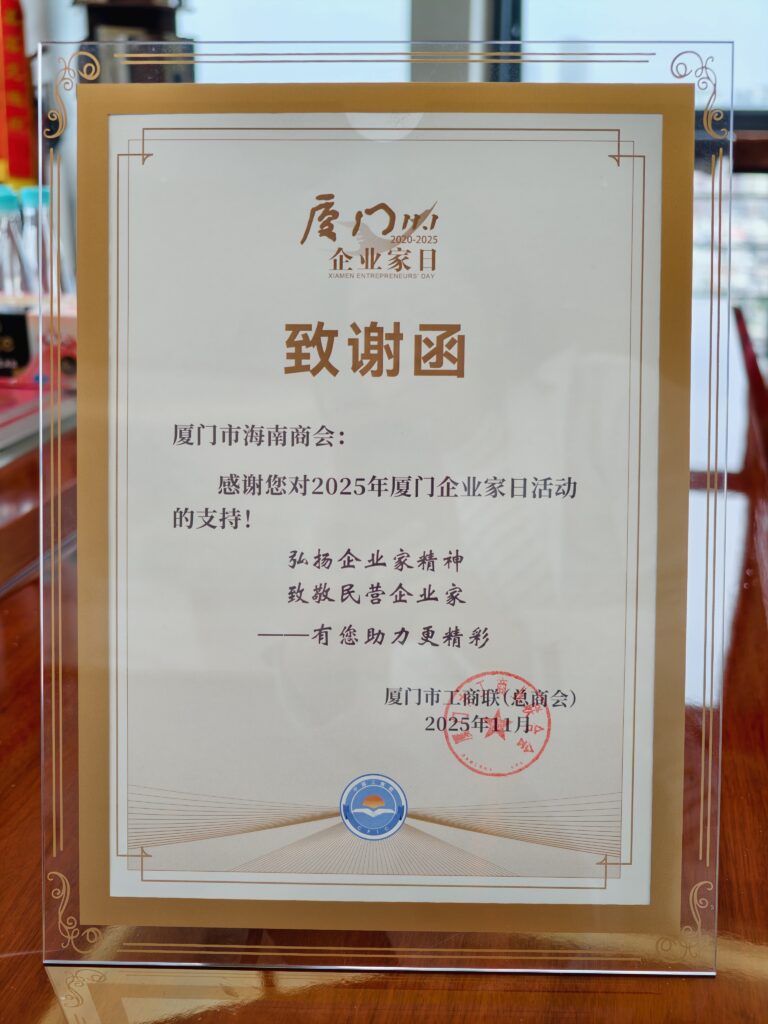 厦门
2020-2025
企业家日
XIAMEN ENTREPRENEURS' DAY
致谢函
厦门市海南商会：
感谢您对2025年厦门企业家日活动
的支持！
弘扬企业家精神
致敬民营企业家
——有您助力更精彩
厦门市工商联（总商会）
2025年11月